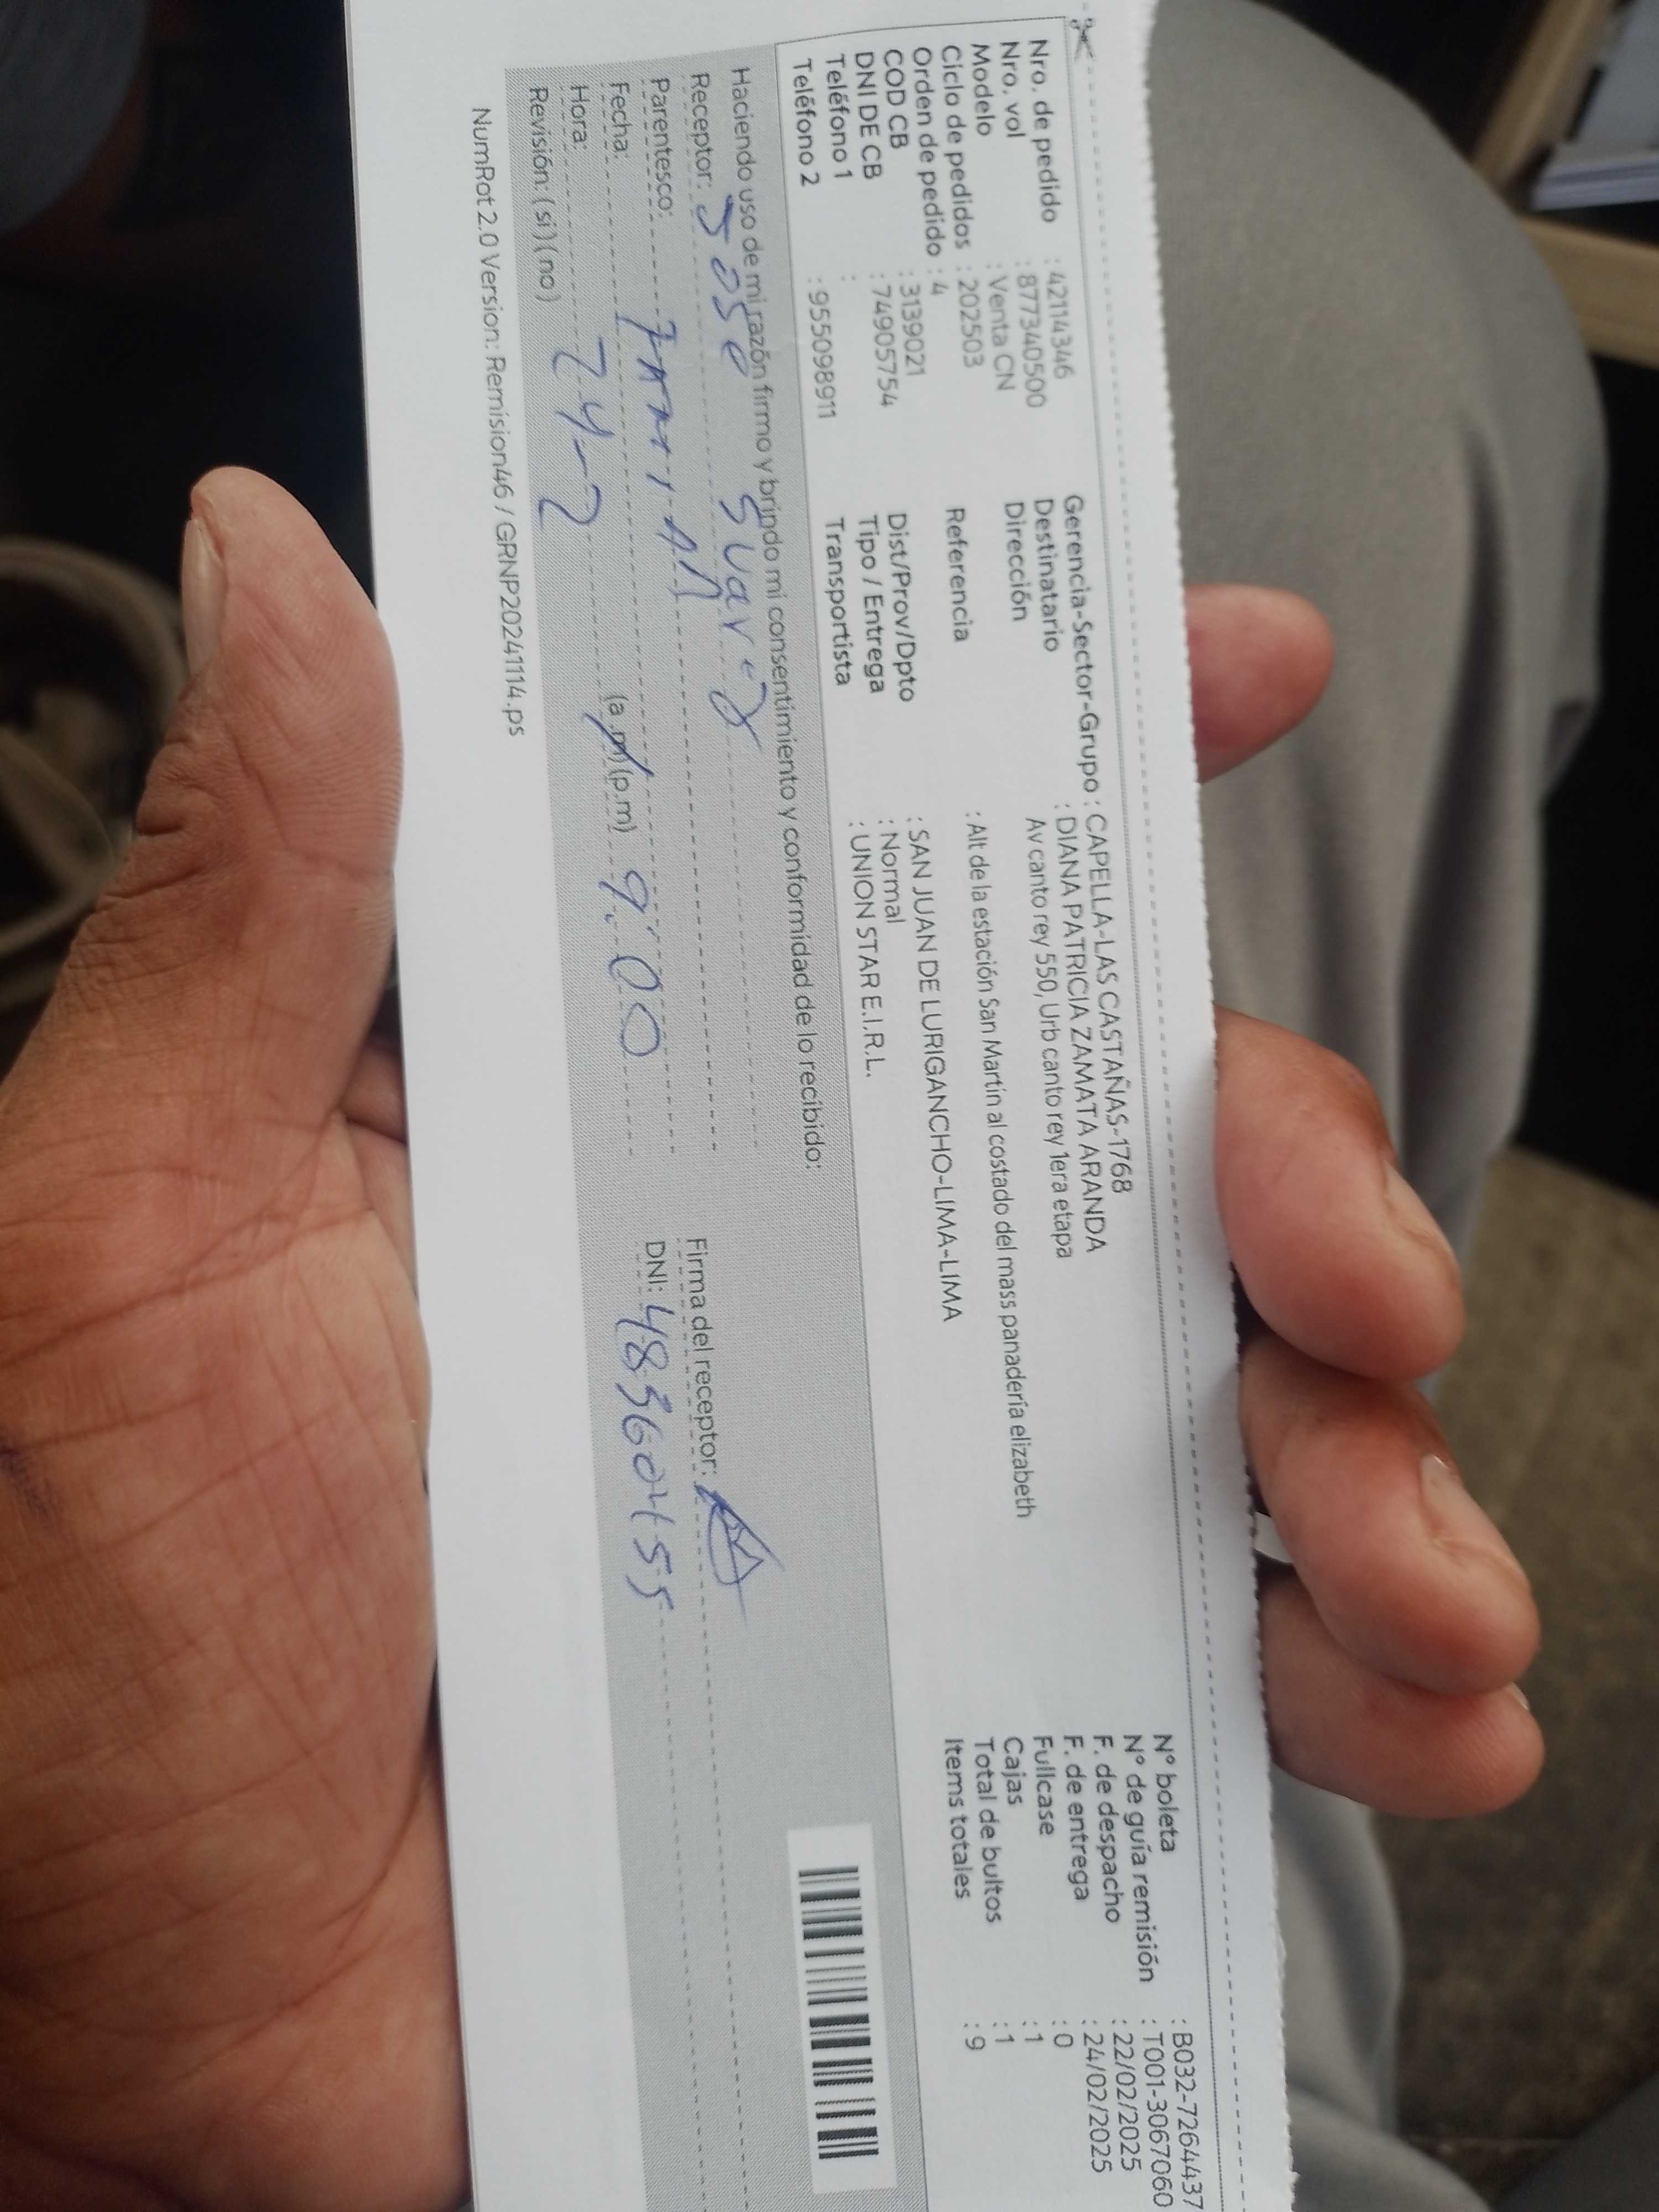 Nro. de pedido : 421143346
Nro. vol : 877340500
Modelo : Venta CN
Ciclo de pedidos : 202503
Orden de pedido : 4
COD CB : 3139021
DNI DE CB : 74905754
Teléfono 1 :
Teléfono 2 : 955098911
Gerencia-Sector-Grupo : CAPELLA-LAS CASTAÑAS-1768
Destinatario : DIANA PATRICIA ZAMATA ARANDA
Dirección Av canto rey 550, Urb canto rey 1era etapa
Referencia : Alt de la estación San Martin al costado del mass panadería elizabeth
Dist/Prov/Dpto : SAN JUAN DE LURIGANCHO-LIMA-LIMA
Tipo / Entrega : Normal
Transportista : UNION STAR E.I.R.L.
N° boleta : B032-7264437
N° de guía remisión : T001-3067060
F. de despacho : 22/02/2025
F. de entrega : 24/02/2025
Fullcase : 0
Cajas : 1
Total de bultos : 1
Items totales : 9
Haciendo uso de mi razón firmo y brindo mi consentimiento y conformidad de lo recibido:
Receptor: Jose Suarez
Parentesco:
Fecha: 24-2
Hora: (a.m)(p.m) 9:00
Revisión: (si)(no)
Firma del receptor:
DNI: 48360455
NumRot 2.0 Version: Remision46 / GRNP20241114.ps